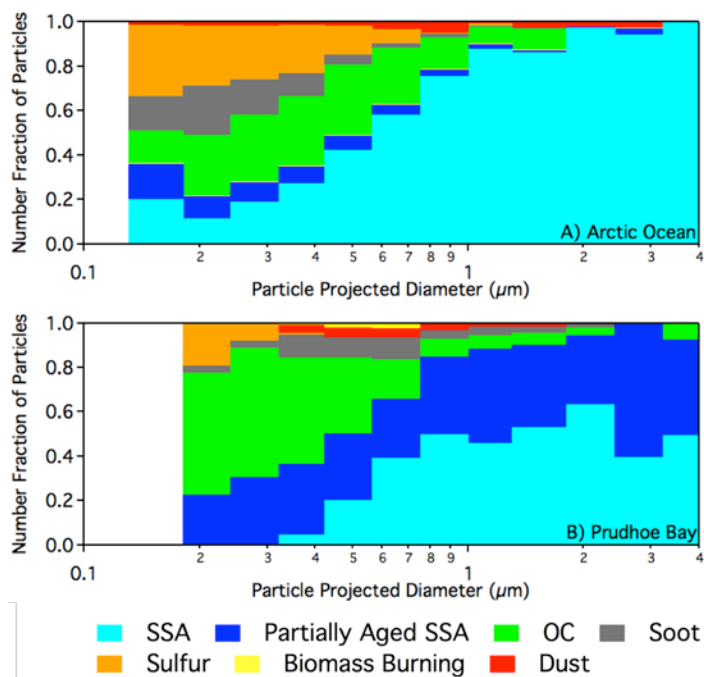 1.0
0.8
0.6
0.4
0.2
0.0
Number Fraction of Particles
A) Arctic Ocean
0.1 2 3 4 5 6 7 8 9 1 2 3 4
Particle Projected Diameter (µm)
1.0
0.8
0.6
0.4
0.2
0.0
Number Fraction of Particles
B) Prudhoe Bay
0.1 2 3 4 5 6 7 8 9 1 2 3 4
Particle Projected Diameter (µm)
SSA Partially Aged SSA OC Soot
Sulfur Biomass Burning Dust